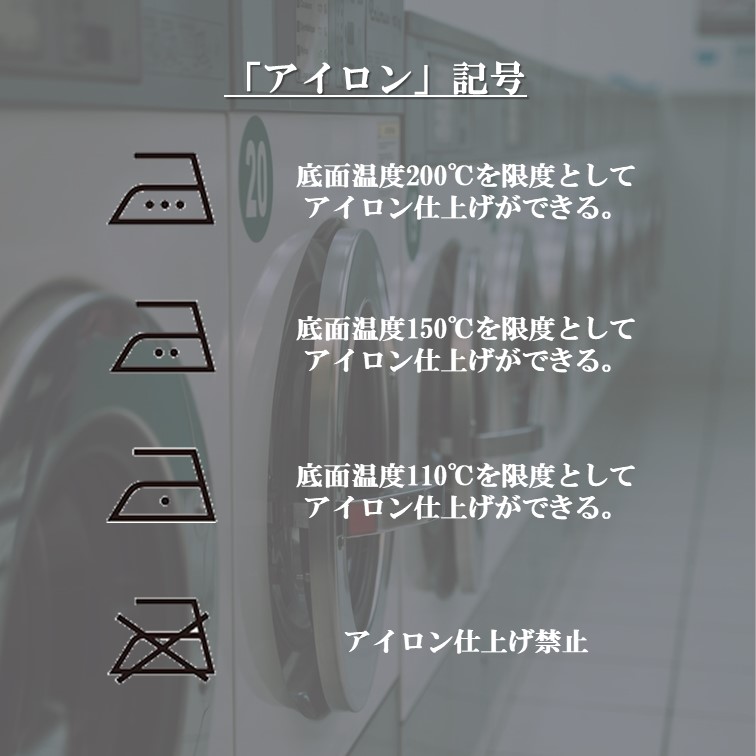 「アイロン」記号
20
底面温度200℃を限度として
アイロン仕上げができる。
底面温度150℃を限度として
アイロン仕上げができる。
底面温度110℃を限度として
アイロン仕上げができる。
アイロン仕上げ禁止